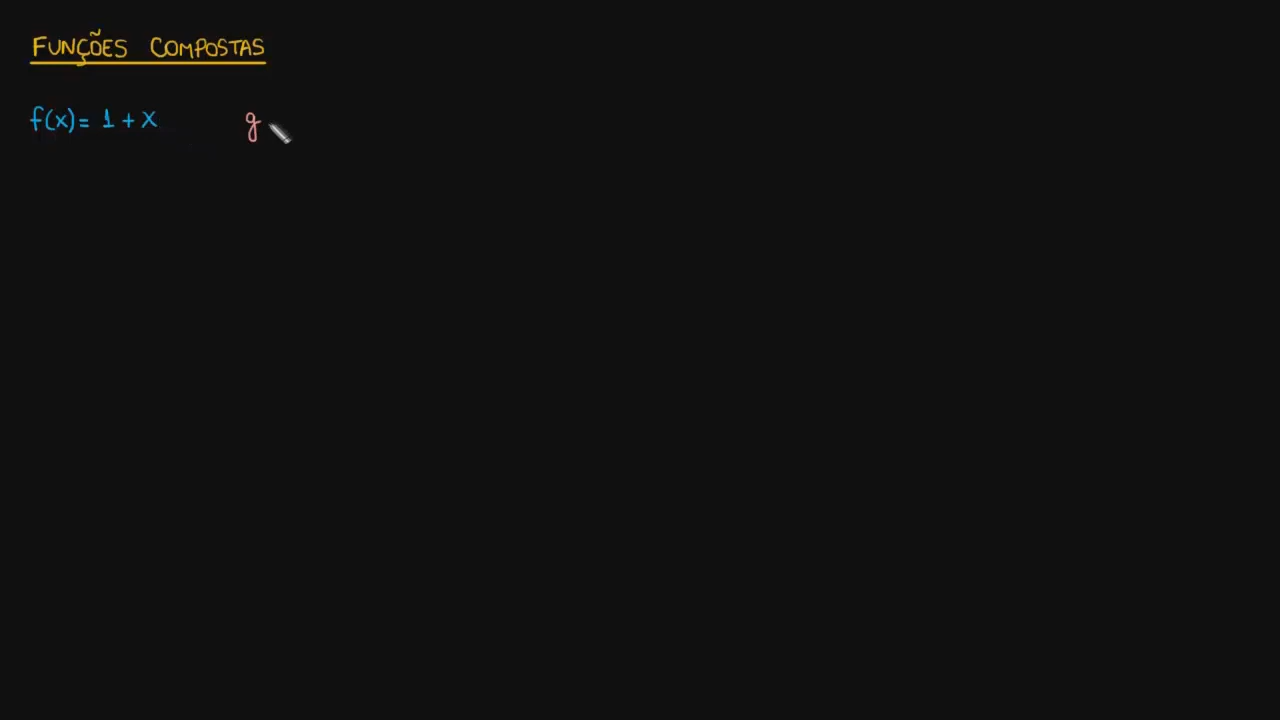 FUNÇÕES COMPOSTAS
f(x)= 1 + x g